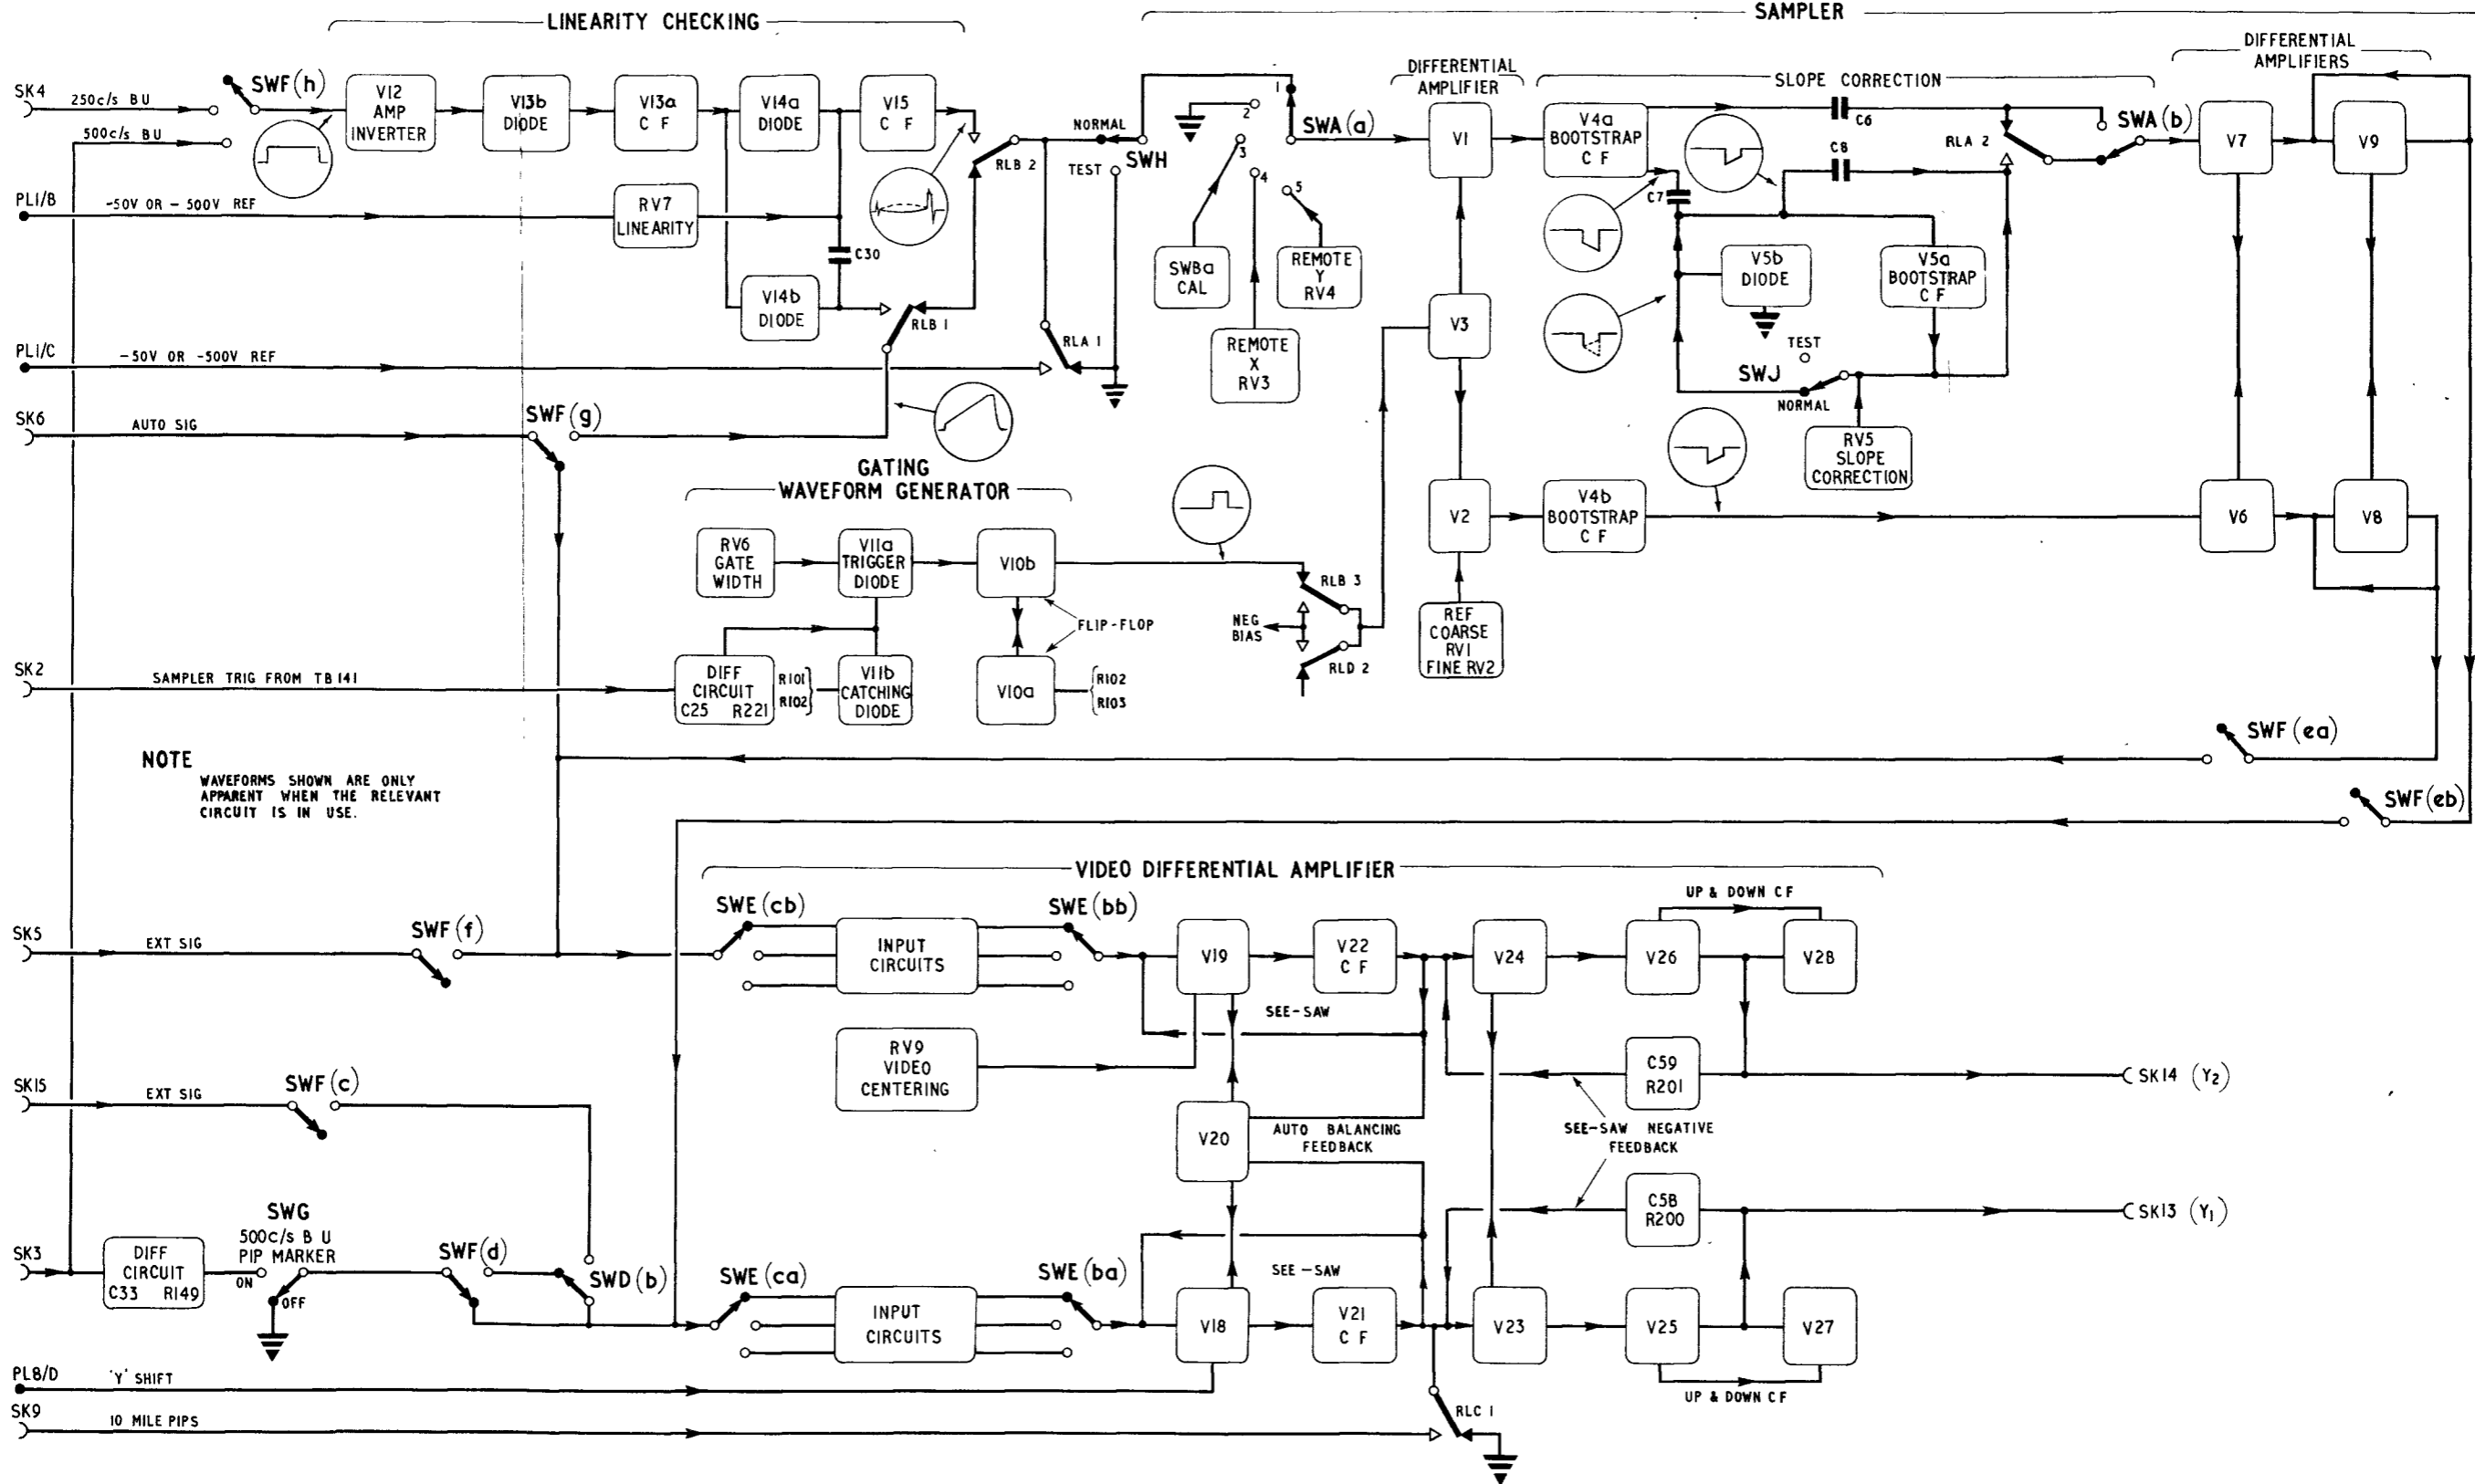 LINEARITY CHECKING
SAMPLER
DIFFERENTIAL
AMPLIFIERS
DIFFERENTIAL
AMPLIFIER
SLOPE CORRECTION
SK4
250c/s BU
SWF(h)
500c/s BU
V12
AMP
INVERTER
V13b
DIODE
V13a
C F
V14a
DIODE
V15
C F
NORMAL
SWH
TEST
RLB 2
1
2
3
4
5
SWA(a)
V1
V4a
BOOTSTRAP
C F
C6
C8
C7
RLA 2
SWA(b)
V7
V9
PL1/B
-50V OR - 500V REF
RV7
LINEARITY
C30
V14b
DIODE
RLB 1
RLA 1
SWBa
CAL
REMOTE
X
RV3
REMOTE
Y
RV4
V3
V5b
DIODE
V5a
BOOTSTRAP
C F
TEST
SWJ
NORMAL
RV5
SLOPE
CORRECTION
PL1/C
-50V OR -500V REF
SK6
AUTO SIG
SWF(g)
GATING
WAVEFORM GENERATOR
RV6
GATE
WIDTH
V11a
TRIGGER
DIODE
V10b
FLIP-FLOP
RLB 3
NEG
BIAS
RLD 2
V2
V4b
BOOTSTRAP
C F
V6
V8
REF
COARSE
RV1
FINE RV2
SK2
SAMPLER TRIG FROM TB 141
DIFF
CIRCUIT
C25 R221
R101
R102
V11b
CATCHING
DIODE
V10a
R102
R103
SWF(ea)
SWF(eb)
NOTE
WAVEFORMS SHOWN ARE ONLY
APPARENT WHEN THE RELEVANT
CIRCUIT IS IN USE.
VIDEO DIFFERENTIAL AMPLIFIER
SK5
EXT SIG
SWF(f)
SWE(cb)
INPUT
CIRCUITS
SWE(bb)
V19
V22
C F
V24
UP & DOWN CF
V26
V28
SEE-SAW
RV9
VIDEO
CENTERING
C59
R201
SK14 (Y2)
SK15
EXT SIG
SWF(c)
V20
AUTO BALANCING
FEEDBACK
SEE-SAW NEGATIVE
FEEDBACK
C58
R200
SK13 (Y1)
SK3
DIFF
CIRCUIT
C33 R149
SWG
500c/s B U
PIP MARKER
ON
OFF
SWF(d)
SWD(b)
SWE(ca)
INPUT
CIRCUITS
SWE(ba)
SEE-SAW
V18
V21
C F
V23
V25
V27
UP & DOWN CF
PL8/D
'Y' SHIFT
SK9
10 MILE PIPS
RLC 1